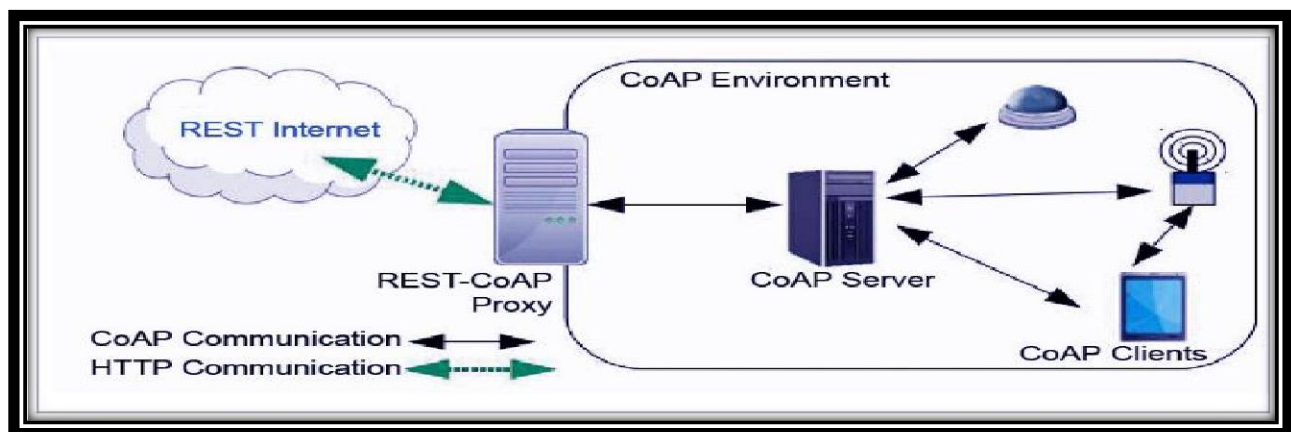 CoAP Environment
REST Internet
REST-CoAP
Proxy
CoAP Server
CoAP Clients
CoAP Communication
HTTP Communication